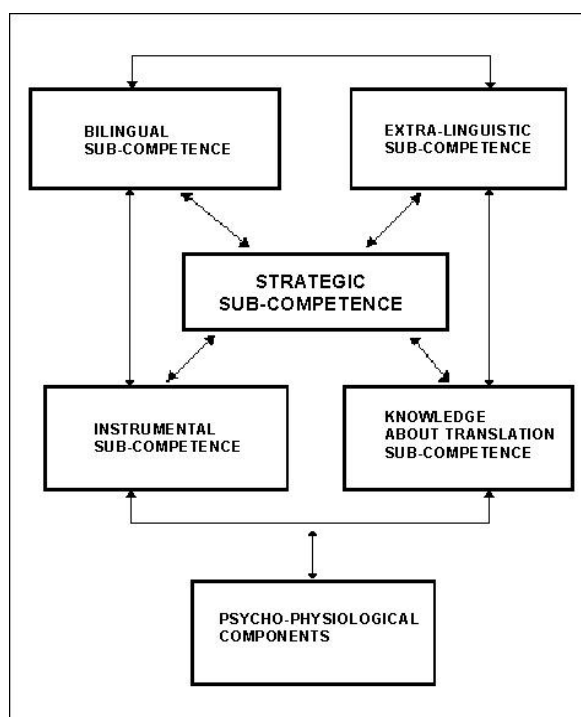 BILINGUAL
SUB-COMPETENCE
EXTRA-LINGUISTIC
SUB-COMPETENCE
STRATEGIC
SUB-COMPETENCE
INSTRUMENTAL
SUB-COMPETENCE
KNOWLEDGE
ABOUT TRANSLATION
SUB-COMPETENCE
PSYCHO-PHYSIOLOGICAL
COMPONENTS